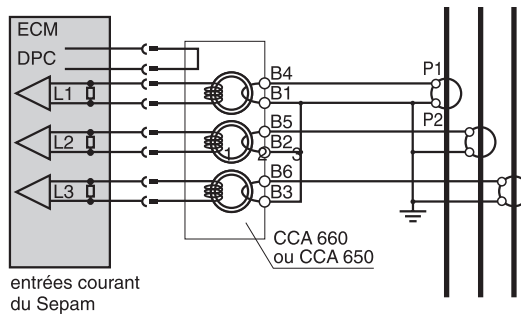 ECM
DPC
L1
L2
L3
B4
B1
B5
B2
B6
B3
1 2 3
P1
P2
CCA 660
ou CCA 650
entrées courant
du Sepam